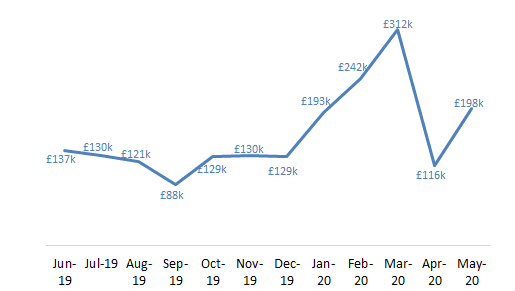 £312k
£242k
£193k
£198k
£137k
£130k
£121k
£88k
£129k
£130k
£129k
£116k
Jun- Jul-19 Aug- Sep- Oct- Nov- Dec- Jan- Feb- Mar- Apr- May-
19 19 19 19 19 19 20 20 20 20 20